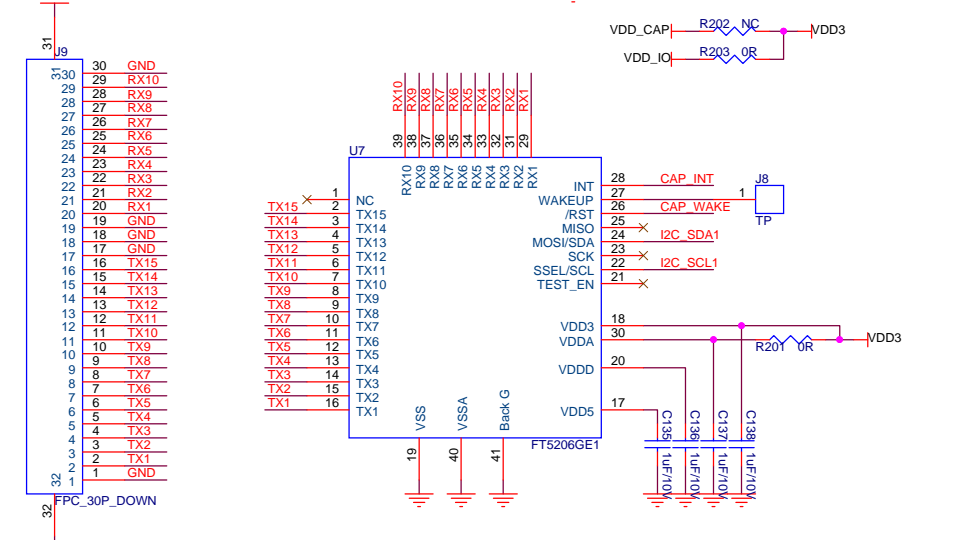 VDD_CAP R202 NC VDD3
VDD_IO R203 0R
31
J9
31
30 30 GND
29 29 RX10
28 28 RX9
27 27 RX8
26 26 RX7
25 25 RX6
24 24 RX5
23 23 RX4
22 22 RX3
21 21 RX2
20 20 RX1
19 19 GND
18 18 GND
17 17 GND
16 16 TX15
15 15 TX14
14 14 TX13
13 13 TX12
12 12 TX11
11 11 TX10
10 10 TX9
9 9 TX8
8 8 TX7
7 7 TX6
6 6 TX5
5 5 TX4
4 4 TX3
3 3 TX2
2 2 TX1
1 1 GND
32
FPC_30P_DOWN
32
RX10 RX9 RX8 RX7 RX6 RX5 RX4 RX3 RX2 RX1
39 38 37 36 35 34 33 32 31 29
U7
RX10 RX9 RX8 RX7 RX6 RX5 RX4 RX3 RX2 RX1
1 NC
TX15 2 TX15
TX14 3 TX14
TX13 4 TX13
TX12 5 TX12
TX11 6 TX11
TX10 7 TX10
TX9 8 TX9
TX8 9 TX8
TX7 10 TX7
TX6 11 TX6
TX5 12 TX5
TX4 13 TX4
TX3 14 TX3
TX2 15 TX2
TX1 16 TX1
INT 28 CAP_INT
WAKEUP 27 1 J8
/RST 26 CAP_WAKE TP
MISO 25
MOSI/SDA 24 I2C_SDA1
SCK 23
SSEL/SCL 22 I2C_SCL1
TEST_EN 21
VDD3 18
VDDA 30 R201 0R VDD3
VDDD 20
VDD5 17
VSS VSSA Back G
FT5206GE1
19 40 41
C135 1uF/10V
C136 1uF/10V
C137 1uF/10V
C138 1uF/10V